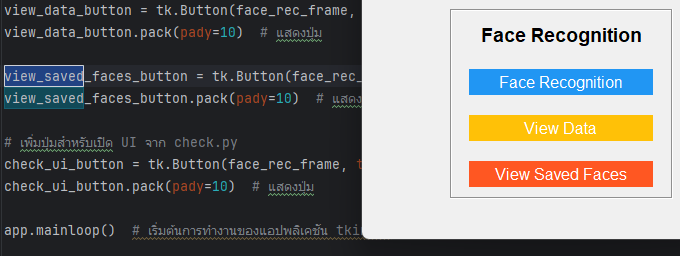 view_data_button = tk.Button(face_rec_frame,
view_data_button.pack(pady=10)  # แสดงปุ่ม
view_saved_faces_button = tk.Button(face_rec_
view_saved_faces_button.pack(pady=10)  # แสดง
# เพิ่มปุ่มสำหรับเปิด UI จาก check.py
check_ui_button = tk.Button(face_rec_frame,
check_ui_button.pack(pady=10)  # แสดงปุ่ม
app.mainloop()  # เริ่มต้นการทำงานของแอปพลิเคชัน tki
Face Recognition
Face Recognition
View Data
View Saved Faces